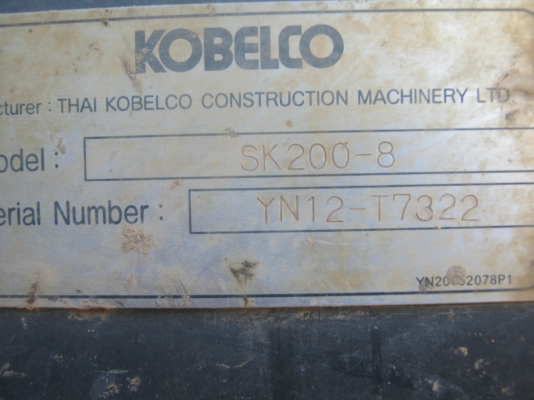 KOBELCO
cturer : THAI KOBELCO CONSTRUCTION MACHINERY LTD
odel : SK200-8
erial Number : YN12-T7322